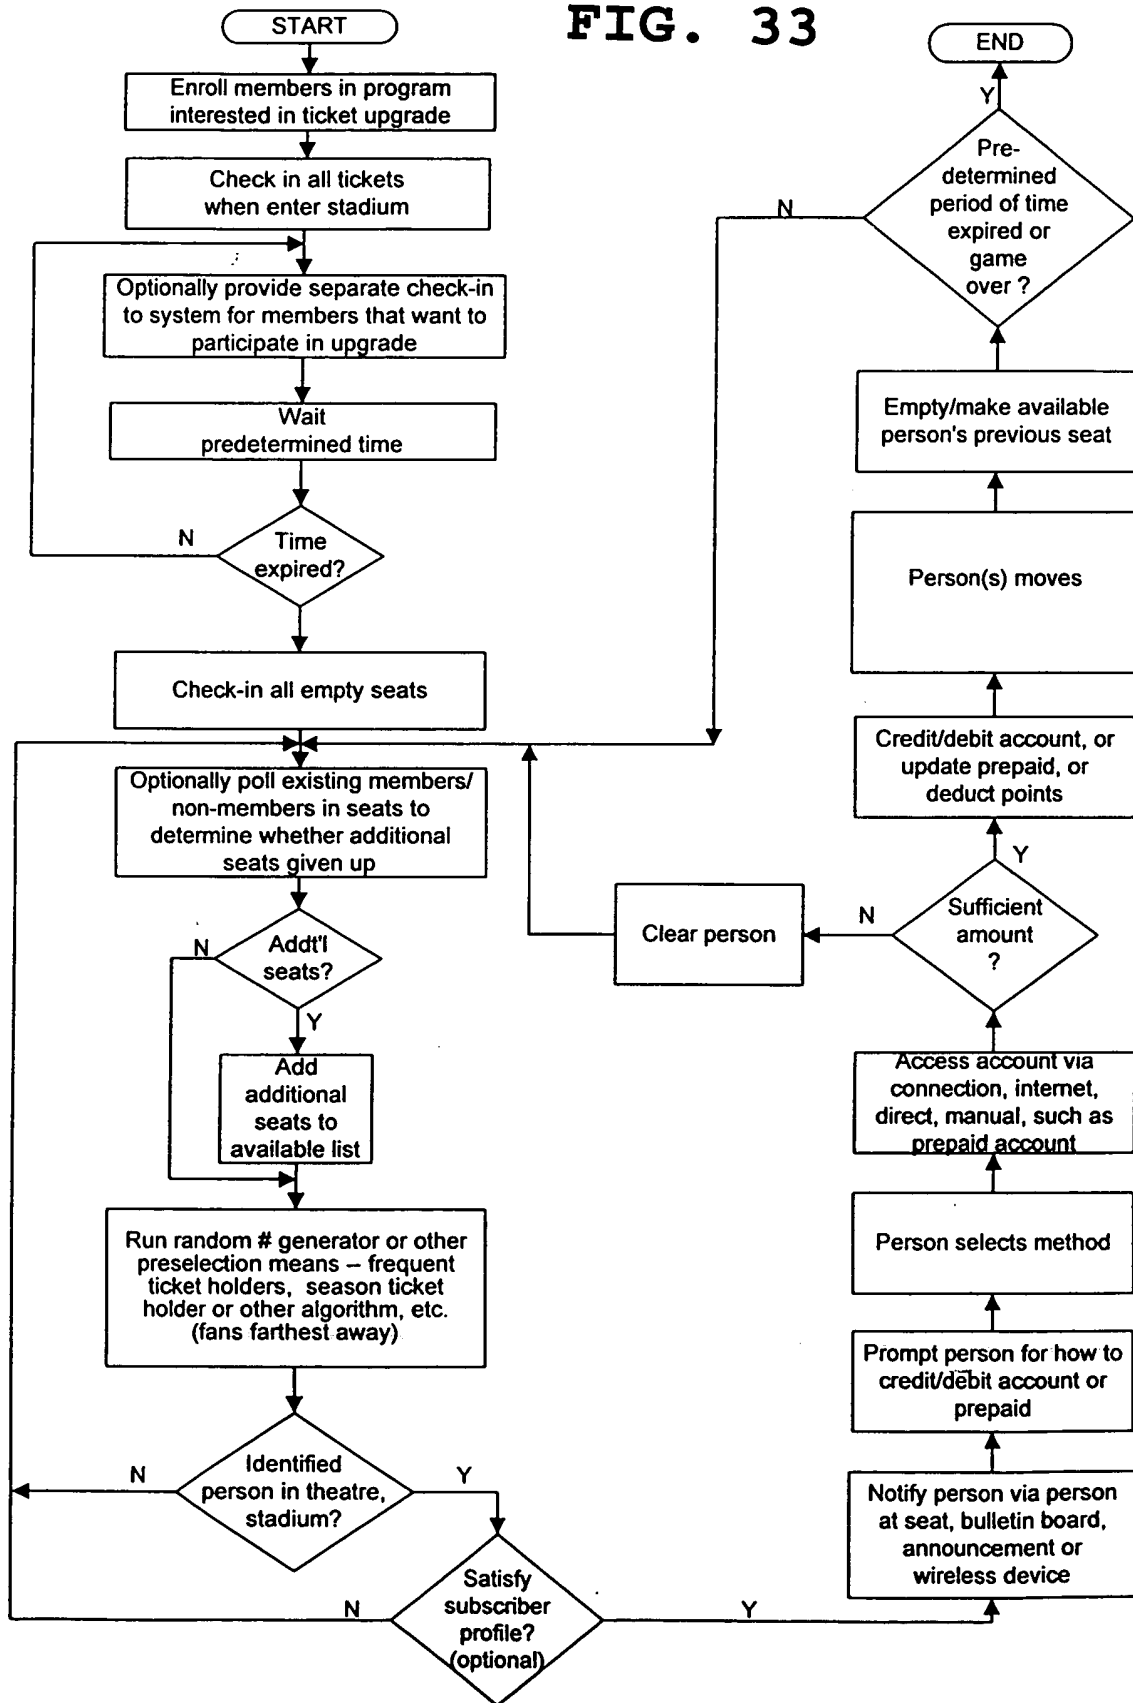 FIG. 33
START
Enroll members in program
interested in ticket upgrade
Check in all tickets
when enter stadium
Optionally provide separate check-in
to system for members that want to
participate in upgrade
Wait
predetermined time
N
Time
expired?
Check-in all empty seats
Optionally poll existing members/
non-members in seats to
determine whether additional
seats given up
N
Addt'l
seats?
Y
Add
additional
seats to
available list
Run random # generator or other
preselection means – frequent
ticket holders, season ticket
holder or other algorithm, etc.
(fans farthest away)
N
Identified
person in theatre,
stadium?
Y
N
Satisfy
subscriber
profile?
(optional)
Y
Notify person via person
at seat, bulletin board,
announcement or
wireless device
Prompt person for how to
credit/debit account or
prepaid
Person selects method
Access account via
connection, internet,
direct, manual, such as
prepaid account
Sufficient
amount
?
N
Clear person
Y
Credit/debit account, or
update prepaid, or
deduct points
Person(s) moves
Empty/make available
person's previous seat
Pre-
determined
period of time
expired or
game
over ?
N
Y
END